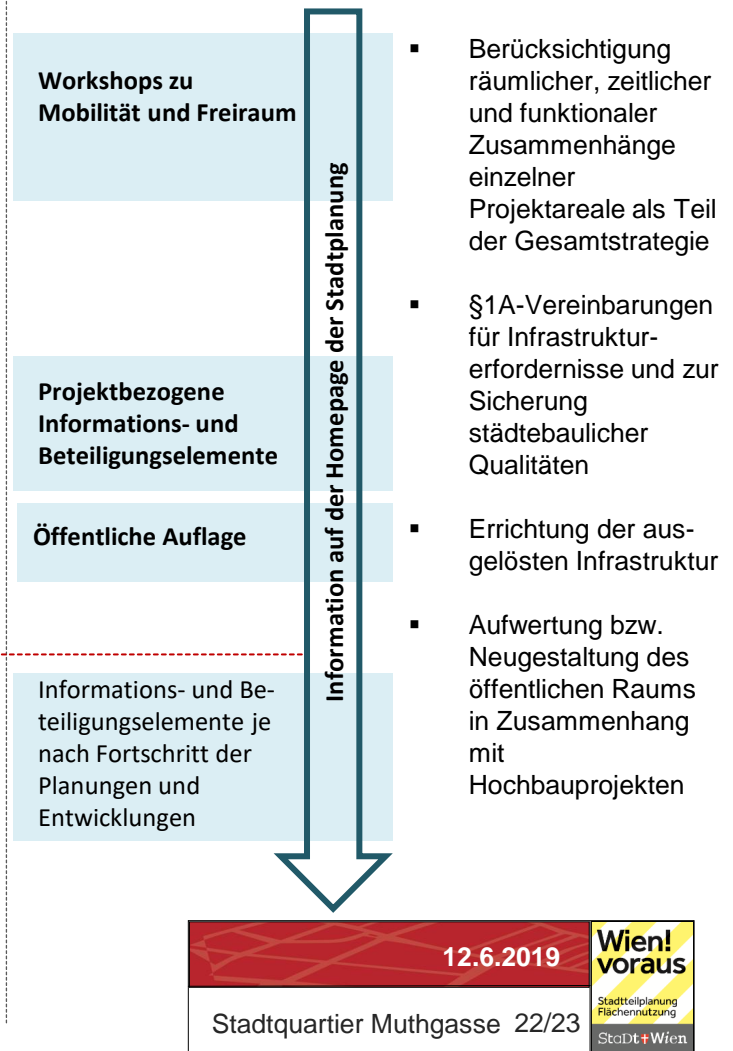 Workshops zu
Mobilität und Freiraum
Projektbezogene
Informations- und
Beteiligungselemente
Öffentliche Auflage
Informations- und Be-
teiligungselemente je
nach Fortschritt der
Planungen und
Entwicklungen
Information auf der Homepage der Stadtplanung
▪ Berücksichtigung
räumlicher, zeitlicher
und funktionaler
Zusammenhänge
einzelner
Projektareale als Teil
der Gesamtstrategie
▪ §1A-Vereinbarungen
für Infrastruktur-
erfordernisse und zur
Sicherung
städtebaulicher
Qualitäten
▪ Errichtung der aus-
gelösten Infrastruktur
▪ Aufwertung bzw.
Neugestaltung des
öffentlichen Raums
in Zusammenhang
mit
Hochbauprojekten
12.6.2019
Stadtquartier Muthgasse 22/23
Wien!
voraus
Stadtteilplanung
Flächennutzung
StaDt Wien